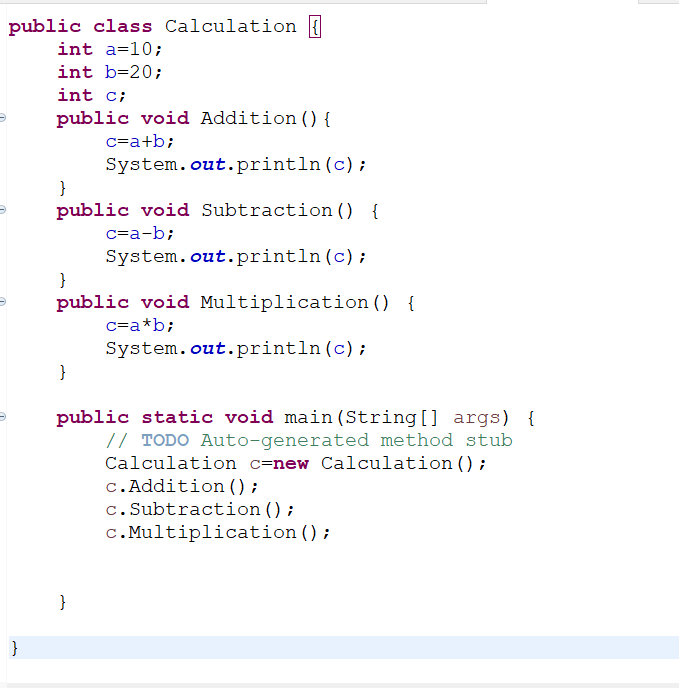 public class Calculation {
    int a=10;
    int b=20;
    int c;
    public void Addition(){
        c=a+b;
        System.out.println(c);
    }
    public void Subtraction() {
        c=a-b;
        System.out.println(c);
    }
    public void Multiplication() {
        c=a*b;
        System.out.println(c);
    }
    public static void main(String[] args) {
        // TODO Auto-generated method stub
        Calculation c=new Calculation();
        c.Addition();
        c.Subtraction();
        c.Multiplication();
    }
}